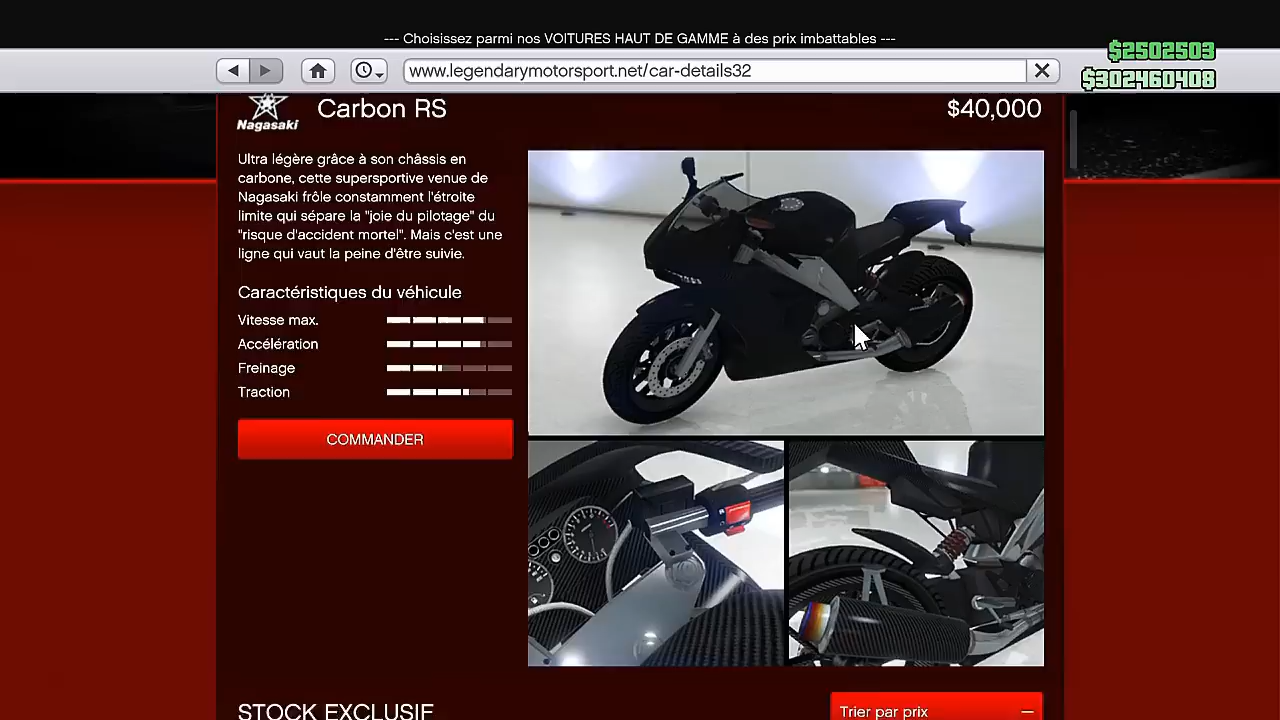 --- Choisissez parmi nos VOITURES HAUT DE GAMME à des prix imbattables ---
$2502503
www.legendarymotorsport.net/car-details32
$302460408
Nagasaki
Carbon RS
$40,000
Ultra légère grâce à son châssis en
carbone, cette supersportive venue de
Nagasaki frôle constamment l'étroite
limite qui sépare la "joie du pilotage" du
"risque d'accident mortel". Mais c'est une
ligne qui vaut la peine d'être suivie.
Caractéristiques du véhicule
Vitesse max.
Accélération
Freinage
Traction
COMMANDER
STOCK EXCLUSIF
Trier par prix